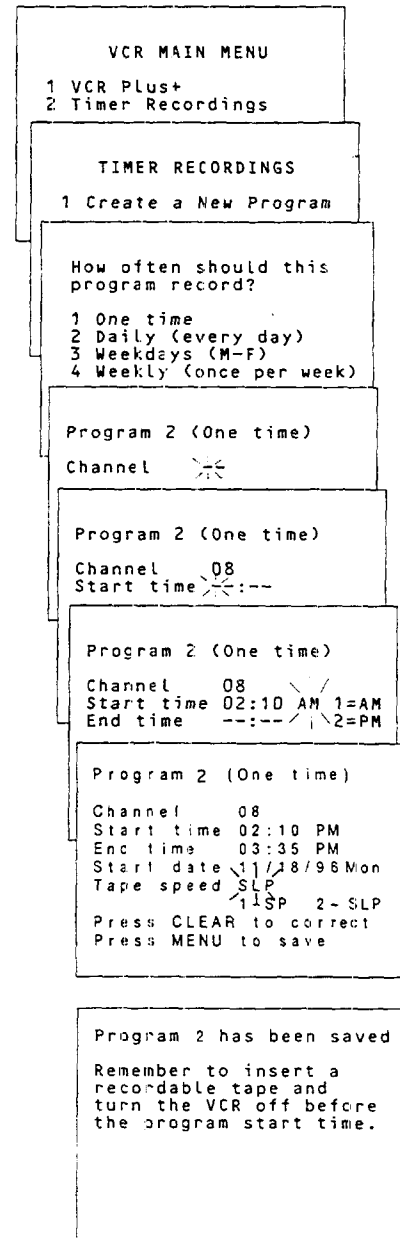 VCR MAIN MENU
1 VCR Plus+
2 Timer Recordings
TIMER RECORDINGS
1 Create a New Program
How often should this
program record?
1 One time
2 Daily (every day)
3 Weekdays (M-F)
4 Weekly (once per week)
Program 2 (One time)
Channel --
Program 2 (One time)
Channel 08
Start time --:--
Program 2 (One time)
Channel 08
Start time 02:10 AM 1=AM
End time --:-- 2=PM
Program 2 (One time)
Channel 08
Start time 02:10 PM
End time 03:35 PM
Start date 11/18/96 Mon
Tape speed SLP
1=SP 2=SLP
Press CLEAR to correct
Press MENU to save
Program 2 has been saved
Remember to insert a
recordable tape and
turn the VCR off before
the program start time.